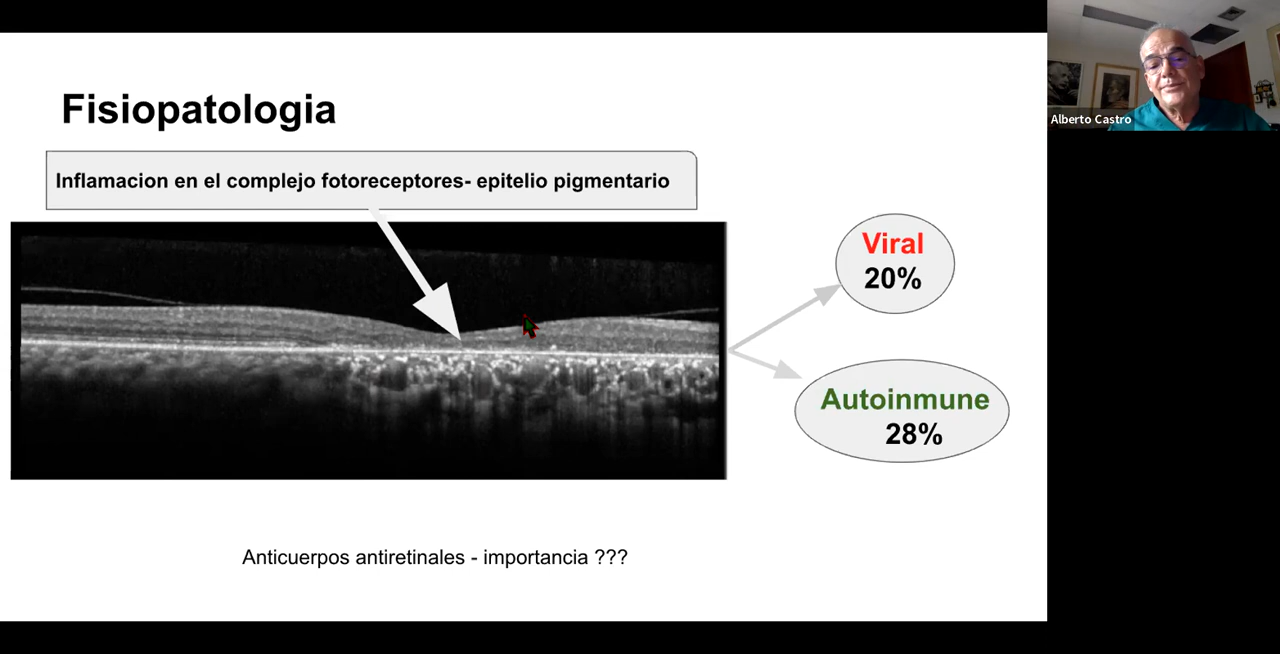 Fisiopatologia
Inflamacion en el complejo fotoreceptores- epitelio pigmentario
Viral
20%
Autoinmune
28%
Anticuerpos antiretinales - importancia ???
Alberto Castro